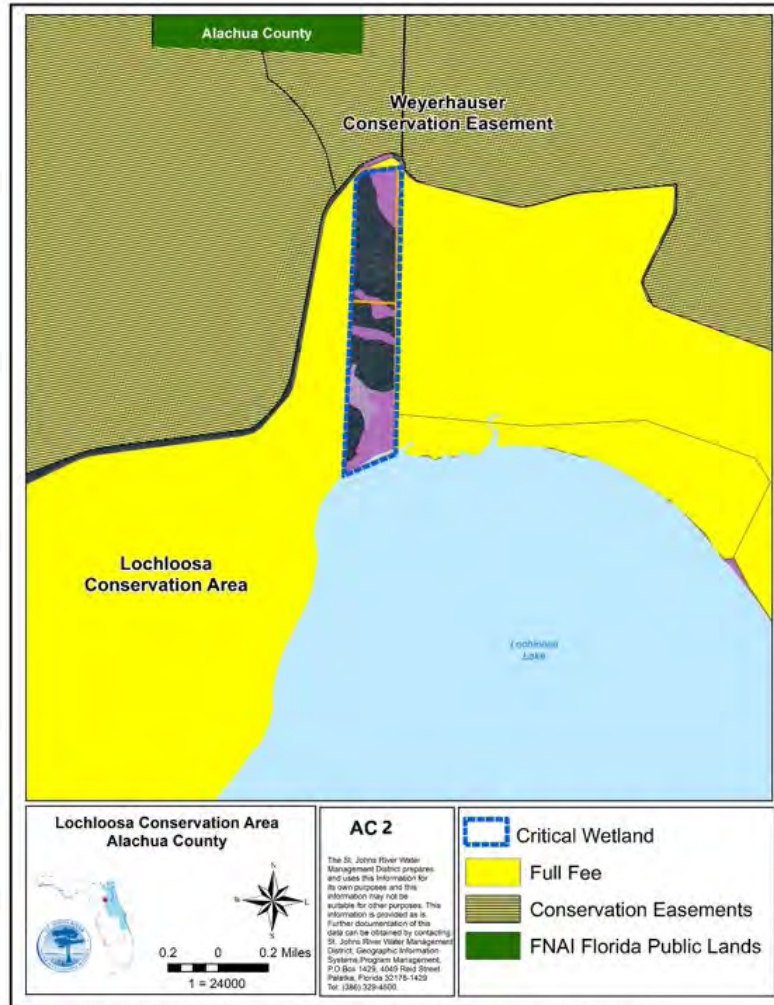 Alachua County
Weyerhauser
Conservation Easement
Lochloosa
Conservation Area
Lochloosa
Lake
Lochloosa Conservation Area
Alachua County
N
S
0.2 0 0.2 Miles
1 = 24000
AC 2
The St. Johns River Water
Management District prepares
and uses this information for
its own purposes and this
information may not be
suitable for other purposes. This
information is provided as is.
Further documentation of this
data can be obtained by contacting:
St. Johns River Water Management
District, Geographic Information
Systems,Program Management,
P.O.Box 1429, 4049 Reid Street
Palatka, Florida 32178-1429
Tel: (386) 329-4500.
Critical Wetland
Full Fee
Conservation Easements
FNAI Florida Public Lands